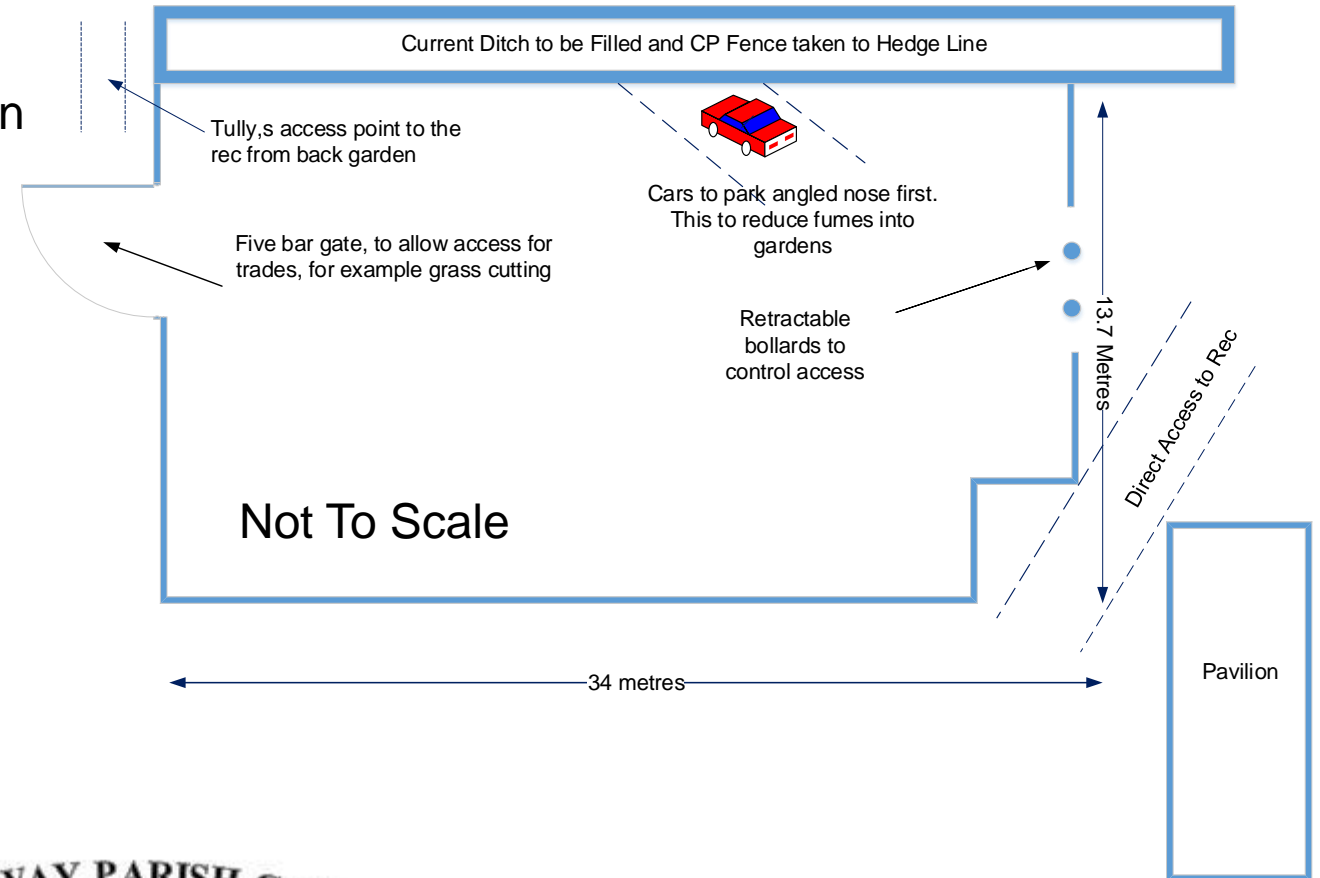 Current Ditch to be Filled and CP Fence taken to Hedge Line
n
Tully,s access point to the
rec from back garden
Cars to park angled nose first.
This to reduce fumes into
gardens
Five bar gate, to allow access for
trades, for example grass cutting
Retractable
bollards to
control access
13.7 Metres
Direct Access to Rec
Not To Scale
34 metres
Pavilion
PARISH